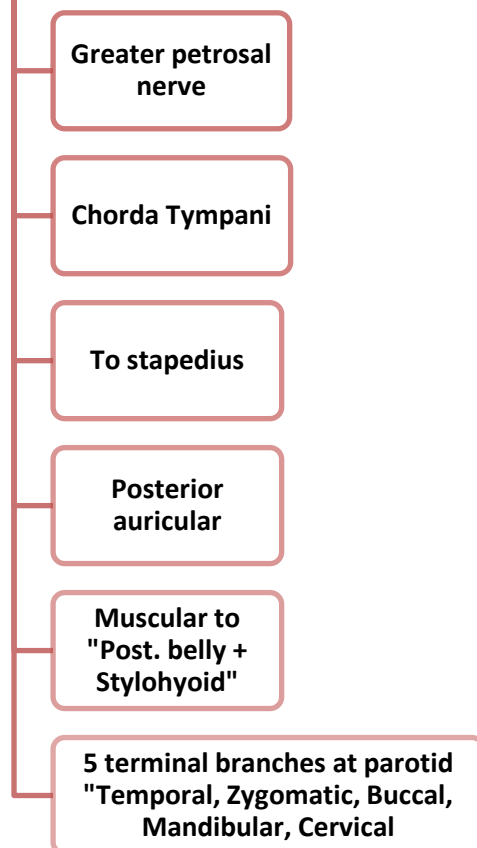 Greater petrosal
nerve
Chorda Tympani
To stapedius
Posterior
auricular
Muscular to
"Post. belly +
Stylohyoid"
5 terminal branches at parotid
"Temporal, Zygomatic, Buccal,
Mandibular, Cervical